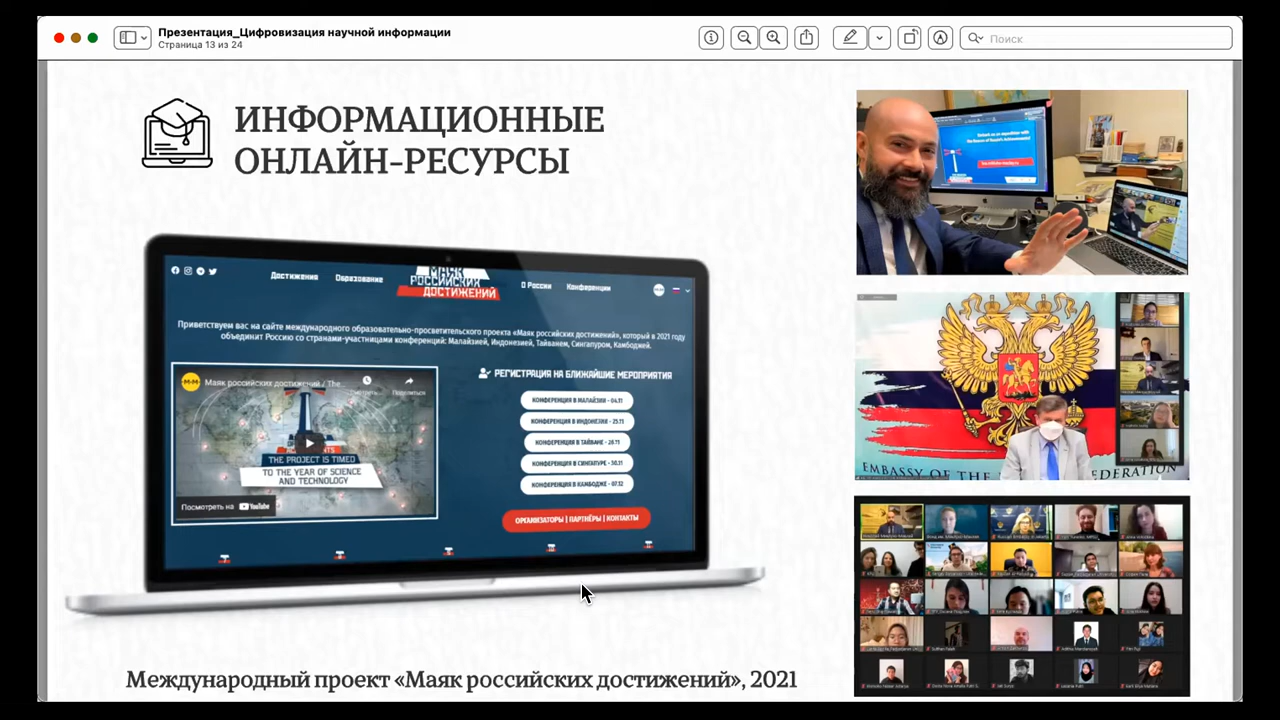 Презентация_Цифровизация научной информации
Страница 13 из 24
Поиск
ИНФОРМАЦИОННЫЕ
ОНЛАЙН-РЕСУРСЫ
Достижения
Образование
МАЯК
РОССИЙСКИХ
ДОСТИЖЕНИЙ
О России
Конференции
Приветствуем вас на сайте международного образовательно-просветительского проекта «Маяк российских достижений», который в 2021 году
объединит Россию со странами-участницами конференций: Малайзией, Индонезией, Тайванем, Сингапуром, Камбоджей.
Маяк российских достижений / The ...
Поделиться
THE PROJECT IS TIMED
TO THE YEAR OF SCIENCE
AND TECHNOLOGY
Посмотреть на YouTube
РЕГИСТРАЦИЯ НА БЛИЖАЙШИЕ МЕРОПРИЯТИЯ
КОНФЕРЕНЦИЯ В МАЛАЙЗИИ - 04.11
КОНФЕРЕНЦИЯ В ИНДОНЕЗИИ - 25.11
КОНФЕРЕНЦИЯ В ТАЙВАНЕ - 26.11
КОНФЕРЕНЦИЯ В СИНГАПУРЕ - 30.11
КОНФЕРЕНЦИЯ В КАМБОДЖЕ - 07.12
ОРГАНИЗАТОРЫ | ПАРТНЁРЫ | КОНТАКТЫ
EMBASSY OF THE
FEDERATION
Международный проект «Маяк российских достижений», 2021